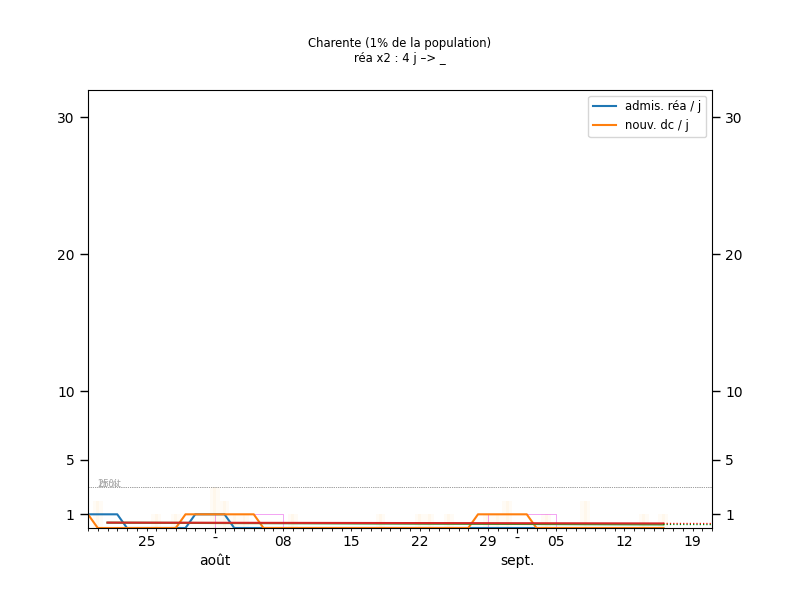 Charente (1% de la population)
réa x2 : 4 j –> _
admis. réa / j
nouv. dc / j
30 30
20 20
10 10
5 5
1 1
25 - 08 15 22 29 - 05 12 19
août sept.